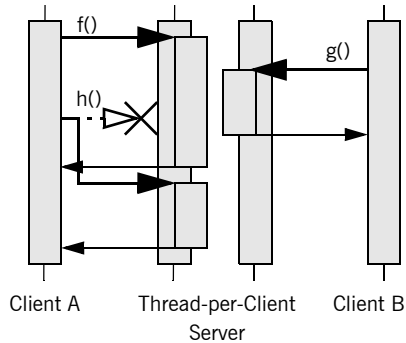 f()
g()
h()
Client A
Thread-per-Client
Server
Client B